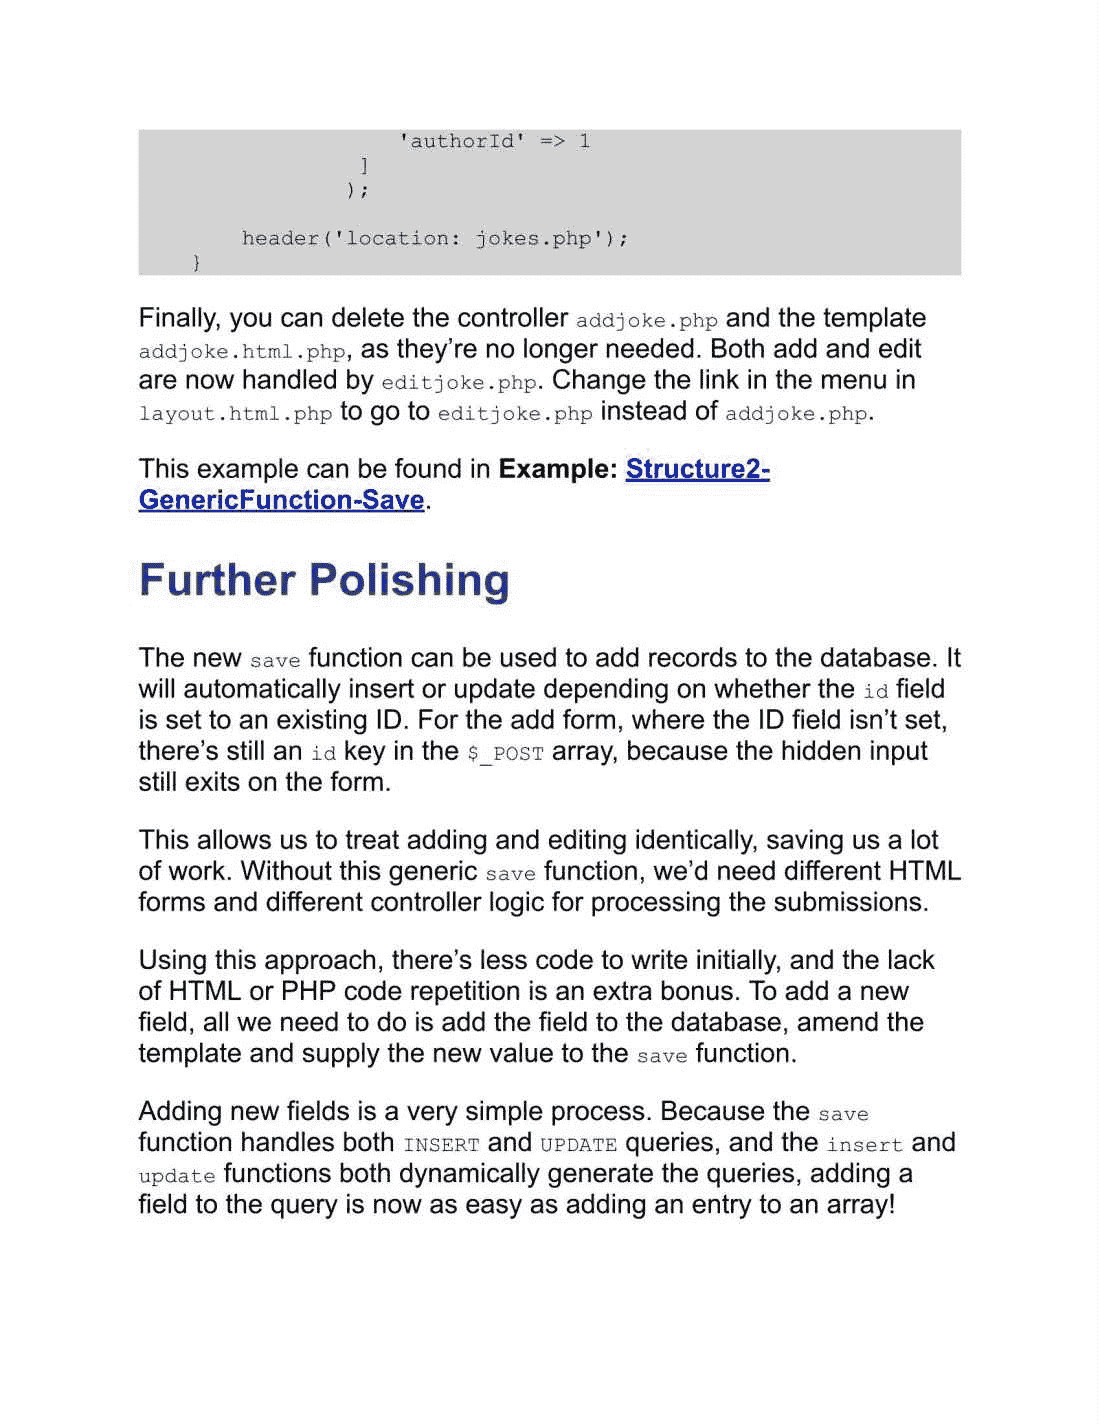 'authorId' => 1
]
);
header('location: jokes.php');
}
Finally, you can delete the controller addjoke.php and the template
addjoke.html.php, as they’re no longer needed. Both add and edit
are now handled by editjoke.php. Change the link in the menu in
layout.html.php to go to editjoke.php instead of addjoke.php.
This example can be found in Example: Structure2-
GenericFunction-Save.
Further Polishing
The new save function can be used to add records to the database. It
will automatically insert or update depending on whether the id field
is set to an existing ID. For the add form, where the ID field isn’t set,
there’s still an id key in the $_POST array, because the hidden input
still exits on the form.
This allows us to treat adding and editing identically, saving us a lot
of work. Without this generic save function, we’d need different HTML
forms and different controller logic for processing the submissions.
Using this approach, there’s less code to write initially, and the lack
of HTML or PHP code repetition is an extra bonus. To add a new
field, all we need to do is add the field to the database, amend the
template and supply the new value to the save function.
Adding new fields is a very simple process. Because the save
function handles both INSERT and UPDATE queries, and the insert and
update functions both dynamically generate the queries, adding a
field to the query is now as easy as adding an entry to an array!